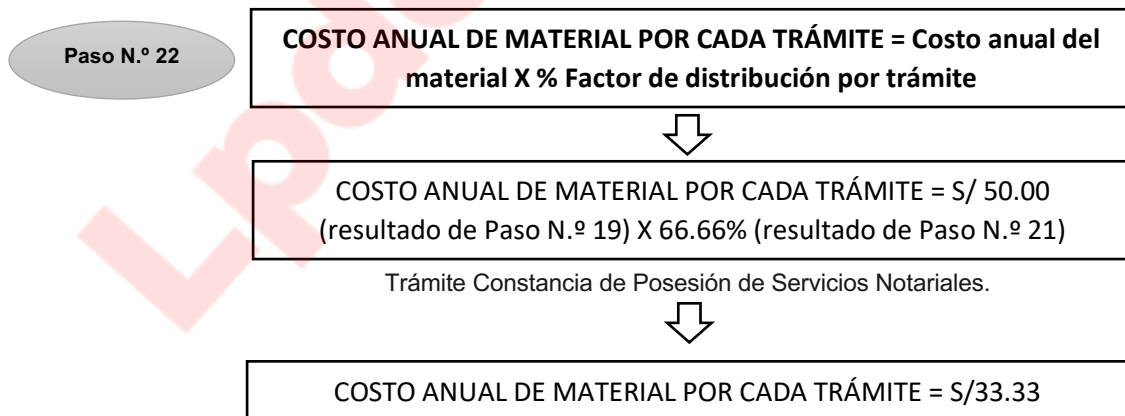 Paso N.º 22
COSTO ANUAL DE MATERIAL POR CADA TRÁMITE = Costo anual del
material X % Factor de distribución por trámite
COSTO ANUAL DE MATERIAL POR CADA TRÁMITE = S/ 50.00
(resultado de Paso N.º 19) X 66.66% (resultado de Paso N.º 21)
Trámite Constancia de Posesión de Servicios Notariales.
COSTO ANUAL DE MATERIAL POR CADA TRÁMITE = S/33.33